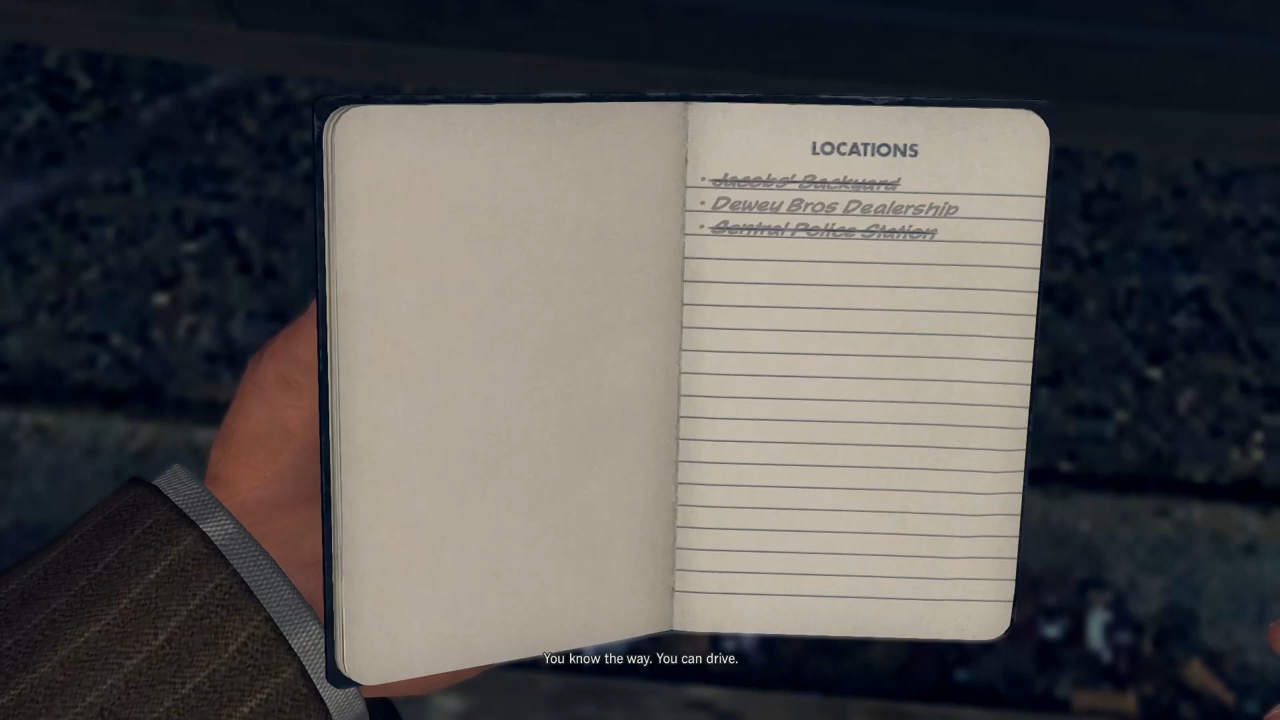 LOCATIONS
• Jacobs' Backyard
• Dewey Bros Dealership
• Central Police Station
You know the way. You can drive.